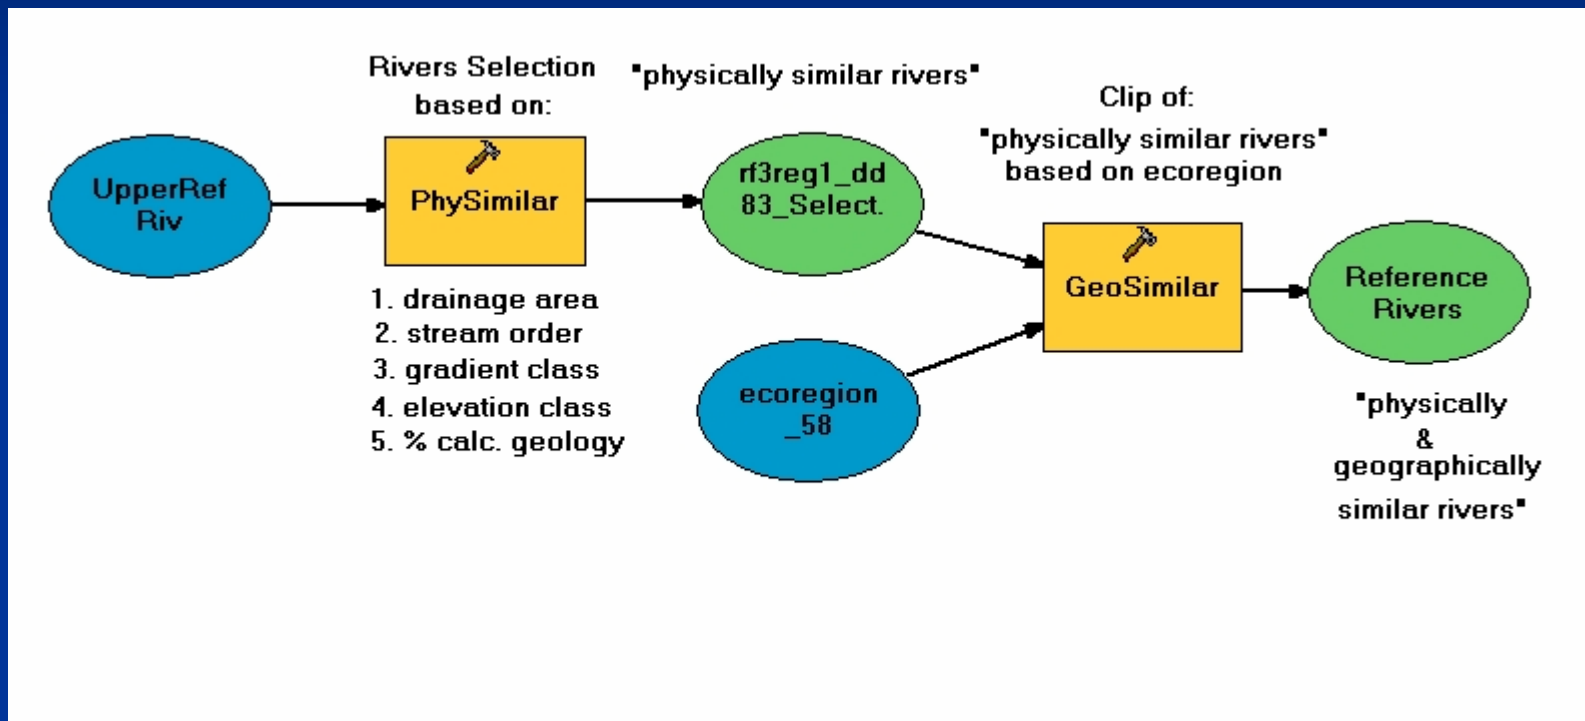 Rivers Selection
based on:
"physically similar rivers"
Clip of:
"physically similar rivers"
based on ecoregion
UpperRef
Riv
PhySimilar
rf3reg1_dd
83_Select.
GeoSimilar
Reference
Rivers
1. drainage area
2. stream order
3. gradient class
4. elevation class
5. % calc. geology
ecoregion
_58
"physically
&
geographically
similar rivers"